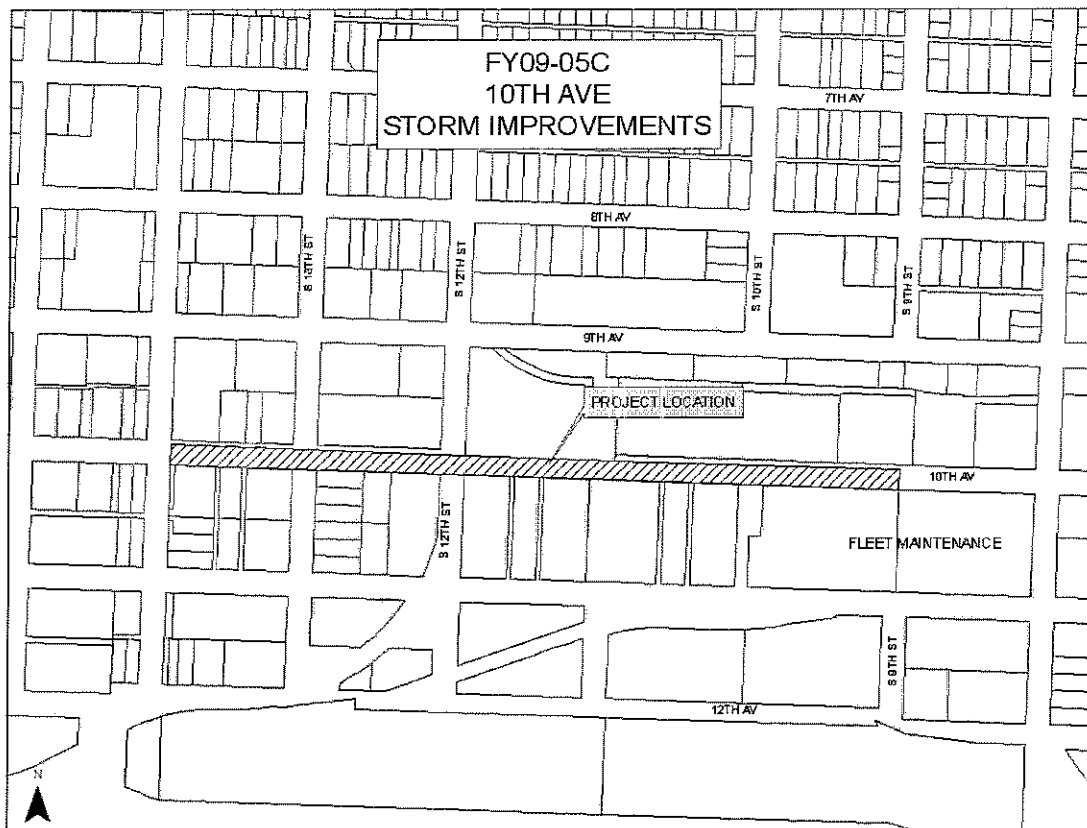 FY09-05C
10TH AVE
STORM IMPROVEMENTS
7TH AV
8TH AV
S 12TH ST
S 12TH ST
S 10TH ST
S 9TH ST
9TH AV
PROJECT LOCATION
10TH AV
S 12TH ST
FLEET MAINTENANCE
S 9TH ST
12TH AV
N